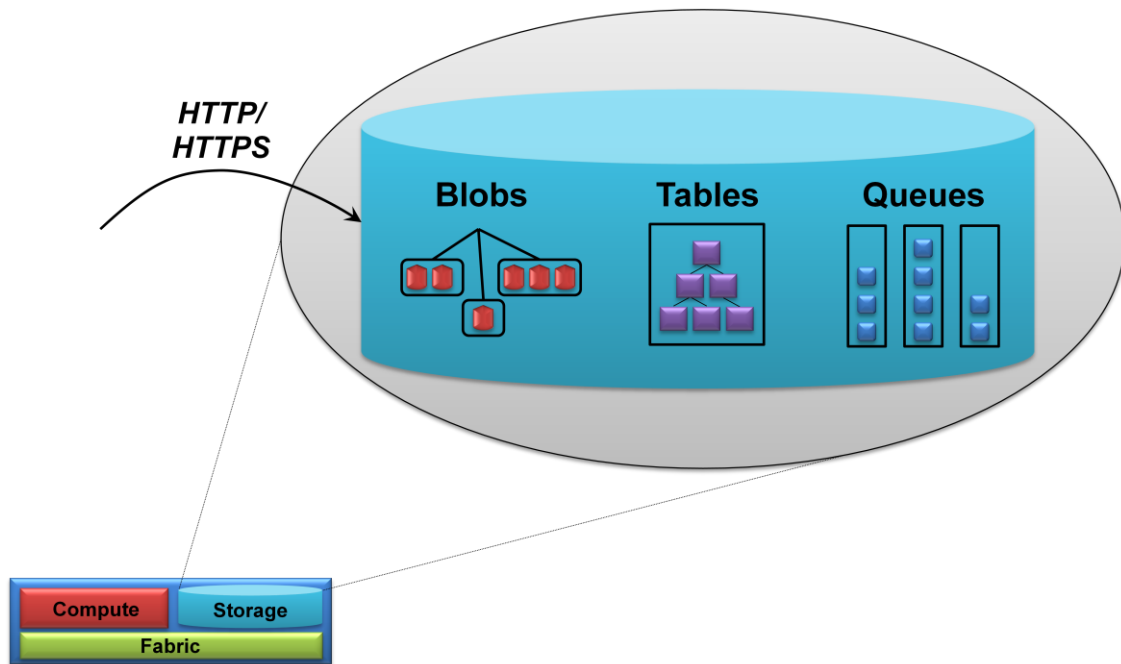 HTTP/
HTTPS
Blobs
Tables
Queues
Compute
Storage
Fabric